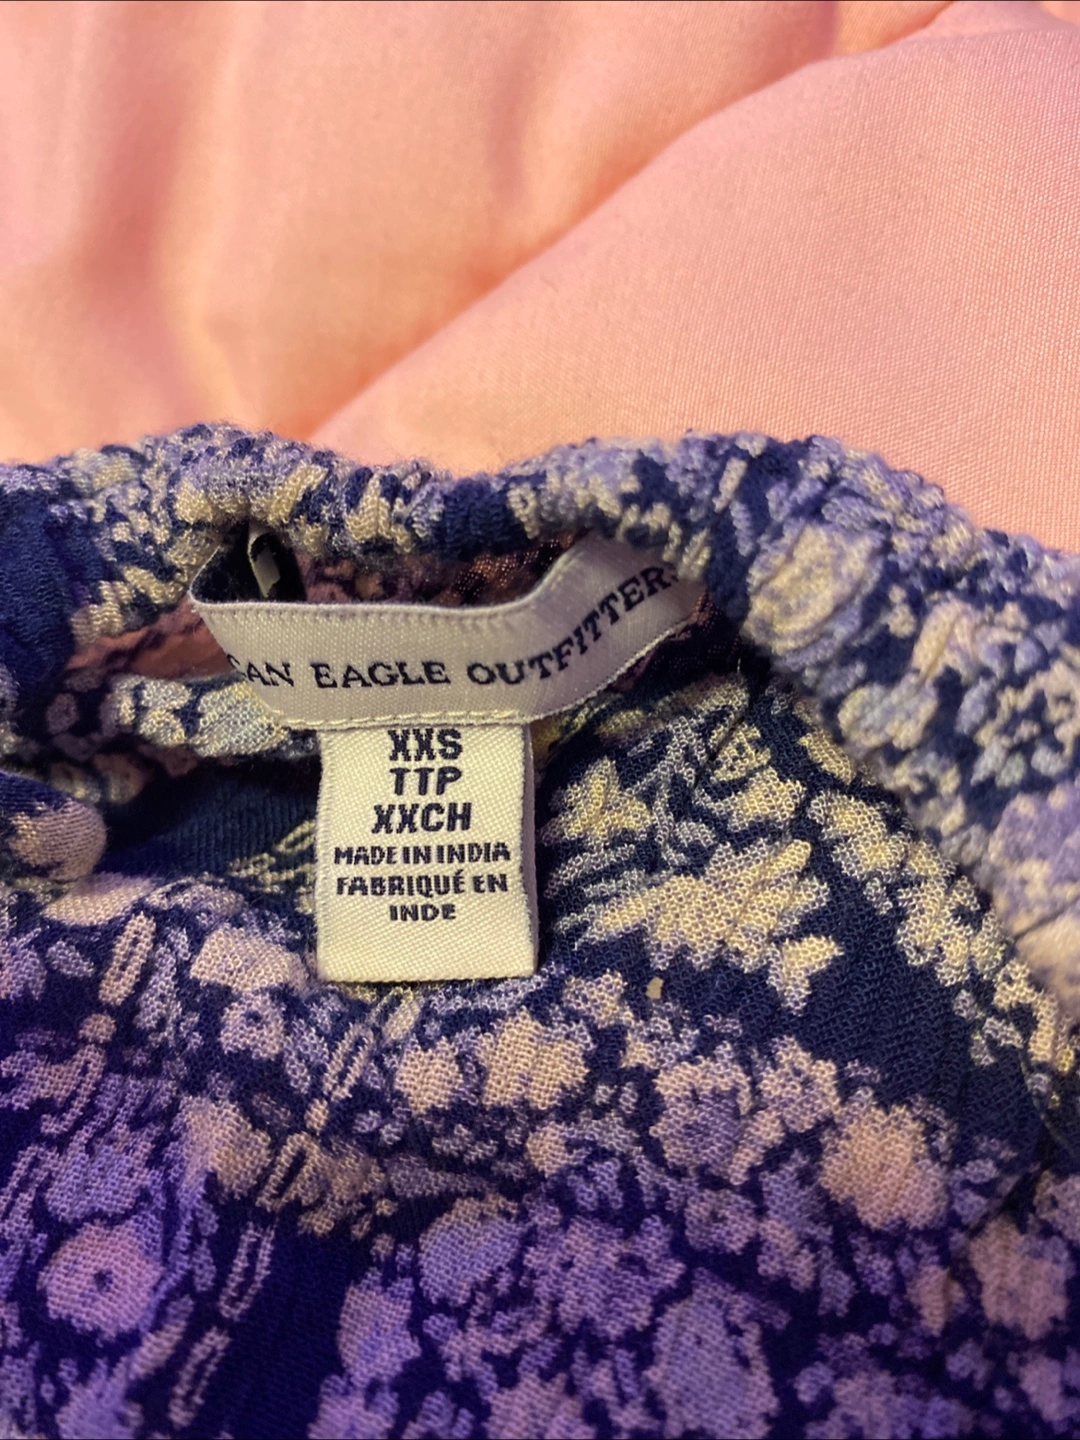 CAN EAGLE OUTFITTERS
XXS
TTP
XXCH
MADE IN INDIA
FABRIQUÉ EN
INDE